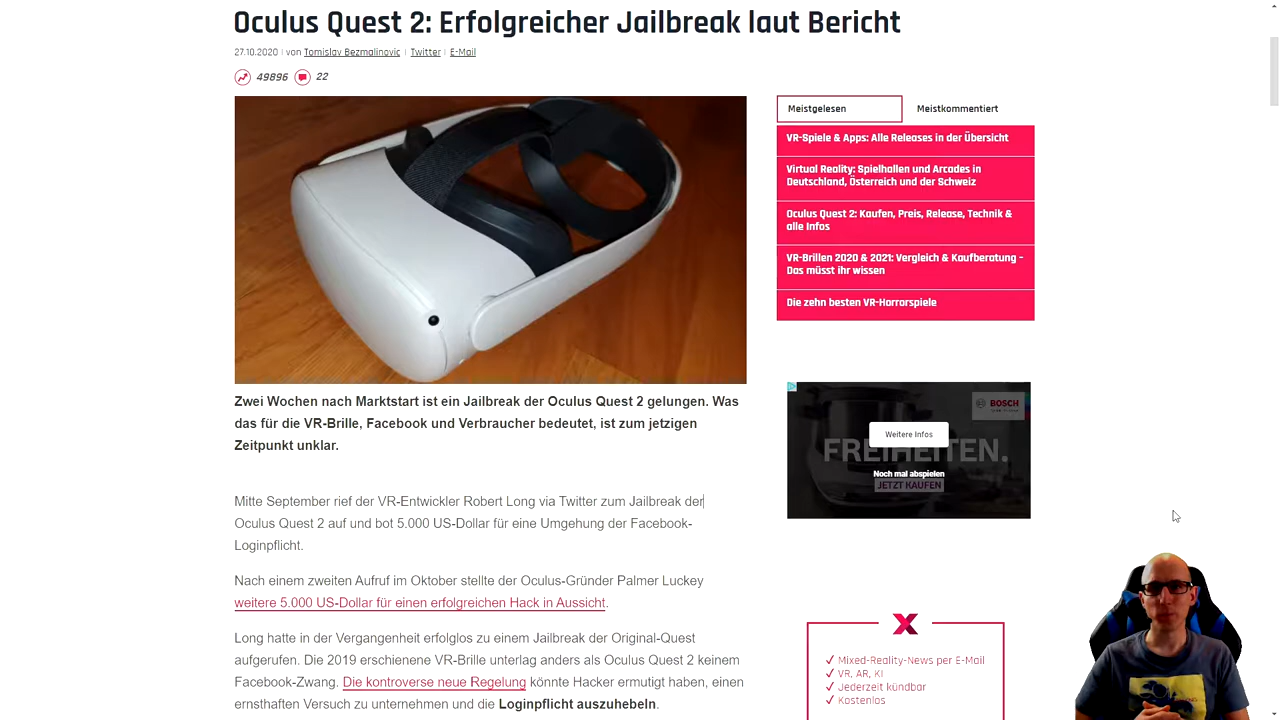 Oculus Quest 2: Erfolgreicher Jailbreak laut Bericht
27.10.2020 | von Tomislav Bezmalinovic | Twitter | E-Mail
49896 22
Meistgelesen Meistkommentiert
VR-Spiele & Apps: Alle Releases in der Übersicht
Virtual Reality: Spielhallen und Arcades in
Deutschland, Österreich und der Schweiz
Oculus Quest 2: Kaufen, Preis, Release, Technik &
alle Infos
VR-Brillen 2020 & 2021: Vergleich & Kaufberatung –
Das müsst ihr wissen
Die zehn besten VR-Horrorspiele
Zwei Wochen nach Marktstart ist ein Jailbreak der Oculus Quest 2 gelungen. Was
das für die VR-Brille, Facebook und Verbraucher bedeutet, ist zum jetzigen
Zeitpunkt unklar.
BOSCH
Weitere Infos
FREIHEITEN.
Noch mal abspielen
JETZT KAUFEN
Mitte September rief der VR-Entwickler Robert Long via Twitter zum Jailbreak der
Oculus Quest 2 auf und bot 5.000 US-Dollar für eine Umgehung der Facebook-
Loginpflicht.
Nach einem zweiten Aufruf im Oktober stellte der Oculus-Gründer Palmer Luckey
weitere 5.000 US-Dollar für einen erfolgreichen Hack in Aussicht.
Long hatte in der Vergangenheit erfolglos zu einem Jailbreak der Original-Quest
aufgerufen. Die 2019 erschienene VR-Brille unterlag anders als Oculus Quest 2 keinem
Facebook-Zwang. Die kontroverse neue Regelung könnte Hacker ermutigt haben, einen
ernsthaften Versuch zu unternehmen und die Loginpflicht auszuhebeln.
X
Mixed-Reality-News per E-Mail
VR, AR, KI
Jederzeit kündbar
Kostenlos